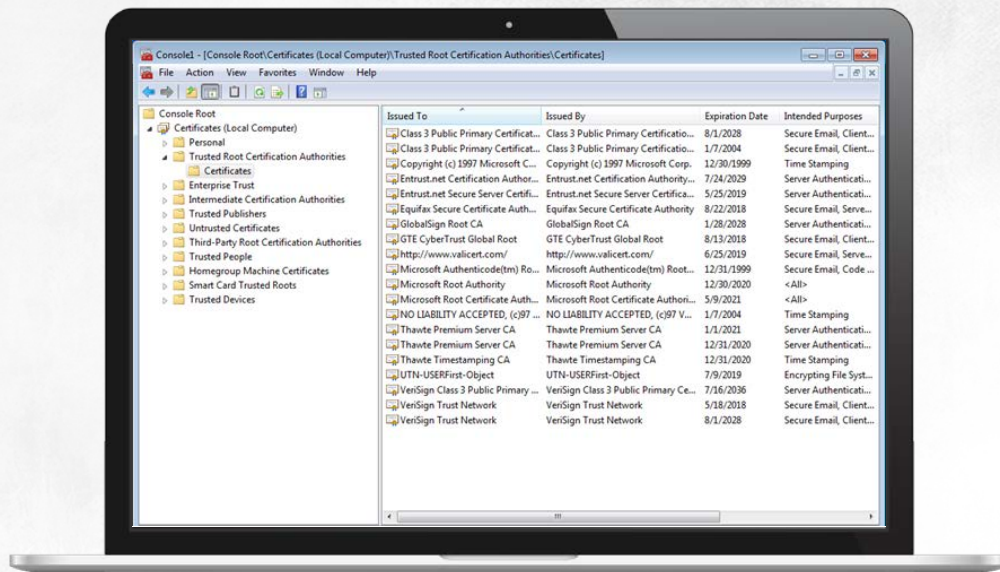 Console1 - [Console Root\Certificates (Local Computer)\Trusted Root Certification Authorities\Certificates]
File Action View Favorites Window Help
Console Root
Certificates (Local Computer)
Personal
Trusted Root Certification Authorities
Certificates
Enterprise Trust
Intermediate Certification Authorities
Trusted Publishers
Untrusted Certificates
Third-Party Root Certification Authorities
Trusted People
Homegroup Machine Certificates
Smart Card Trusted Roots
Trusted Devices
Issued To Issued By Expiration Date Intended Purposes
Class 3 Public Primary Certificat... Class 3 Public Primary Certificatio... 8/1/2028 Secure Email, Client...
Class 3 Public Primary Certificat... Class 3 Public Primary Certificatio... 1/7/2004 Secure Email, Client...
Copyright (c) 1997 Microsoft C... Copyright (c) 1997 Microsoft Corp. 12/30/1999 Time Stamping
Entrust.net Certification Author... Entrust.net Certification Authority... 7/24/2029 Server Authenticati...
Entrust.net Secure Server Certifi... Entrust.net Secure Server Certifica... 5/25/2019 Server Authenticati...
Equifax Secure Certificate Auth... Equifax Secure Certificate Authority 8/22/2018 Secure Email, Serve...
GlobalSign Root CA GlobalSign Root CA 1/28/2028 Server Authenticati...
GTE CyberTrust Global Root GTE CyberTrust Global Root 8/13/2018 Secure Email, Client...
http://www.valicert.com/ http://www.valicert.com/ 6/25/2019 Secure Email, Serve...
Microsoft Authenticode(tm) Ro... Microsoft Authenticode(tm) Root... 12/31/1999 Secure Email, Code ...
Microsoft Root Authority Microsoft Root Authority 12/30/2020 <All>
Microsoft Root Certificate Auth... Microsoft Root Certificate Authori... 5/9/2021 <All>
NO LIABILITY ACCEPTED, (c)97 ... NO LIABILITY ACCEPTED, (c)97 V... 1/7/2004 Time Stamping
Thawte Premium Server CA Thawte Premium Server CA 1/1/2021 Server Authenticati...
Thawte Premium Server CA Thawte Premium Server CA 12/31/2020 Server Authenticati...
Thawte Timestamping CA Thawte Timestamping CA 12/31/2020 Time Stamping
UTN-USERFirst-Object UTN-USERFirst-Object 7/9/2019 Encrypting File Syst...
VeriSign Class 3 Public Primary ... VeriSign Class 3 Public Primary Ce... 7/16/2036 Server Authenticati...
VeriSign Trust Network VeriSign Trust Network 5/18/2018 Secure Email, Client...
VeriSign Trust Network VeriSign Trust Network 8/1/2028 Secure Email, Client...